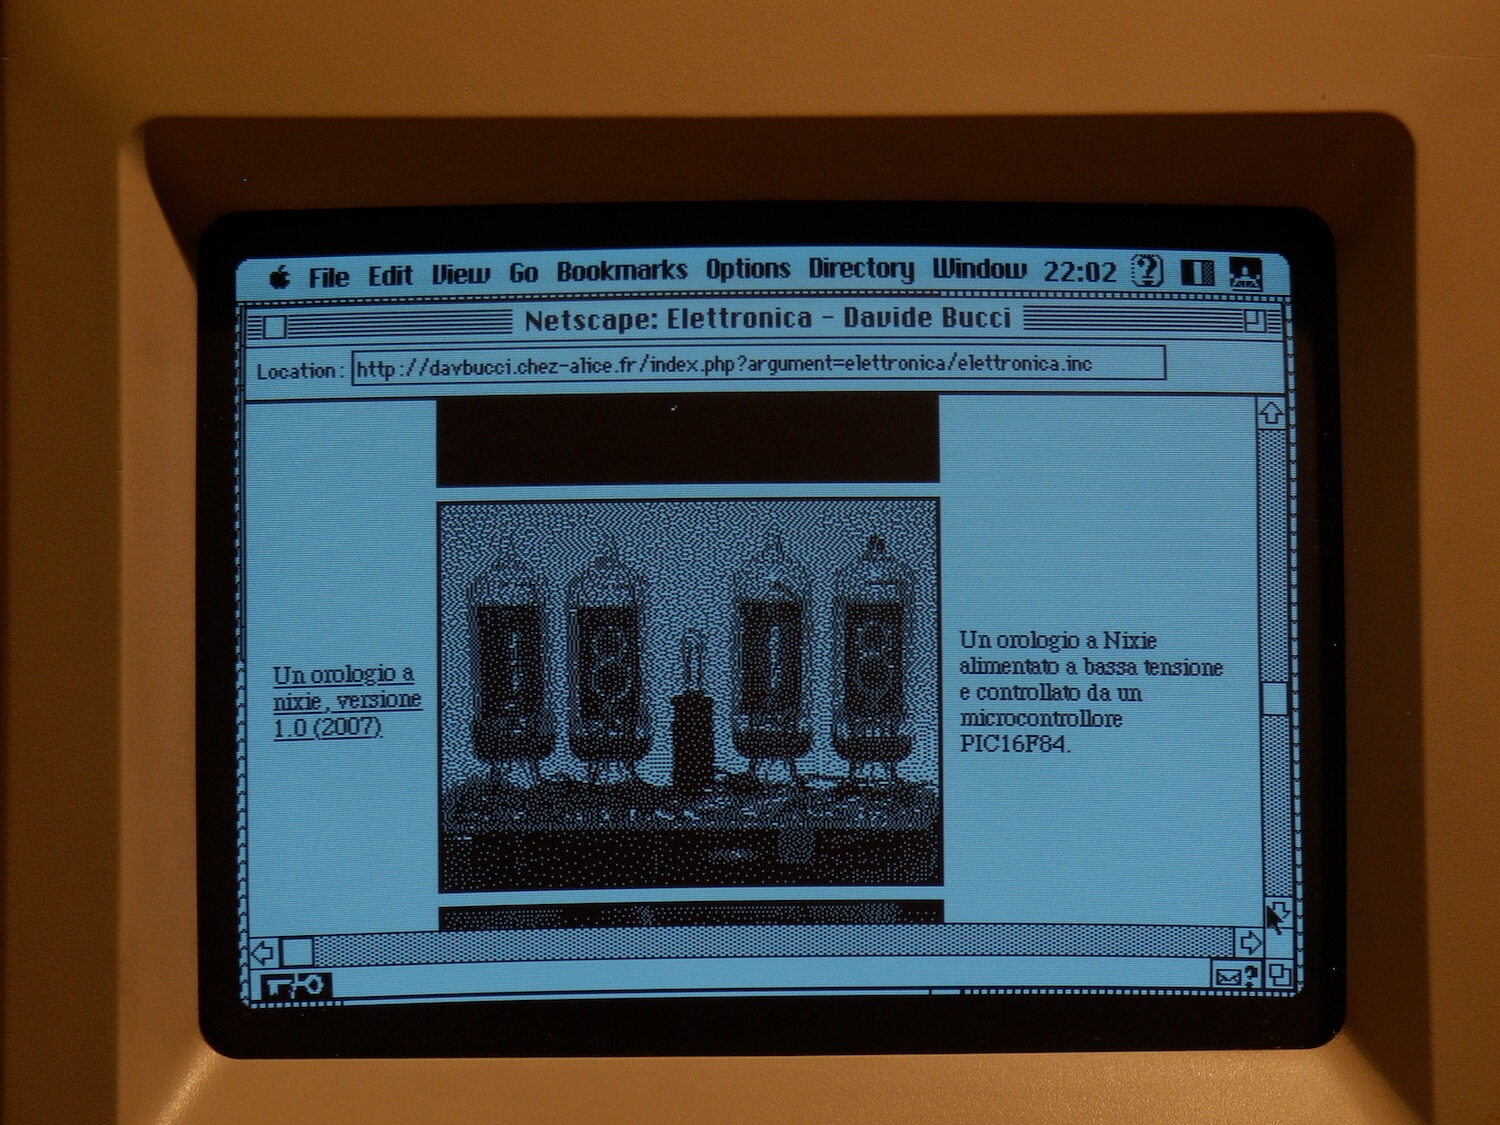 File Edit View Go Bookmarks Options Directory Window 22:02
Netscape: Elettronica - Davide Bucci
Location: http://davbucci.chez-alice.fr/index.php?argument=elettronica/elettronica.inc
Un orologio a
nixie, versione
1.0 (2007)
Un orologio a Nixie
alimentato a bassa tensione
e controllato da un
microcontrollore
PIC16F84.